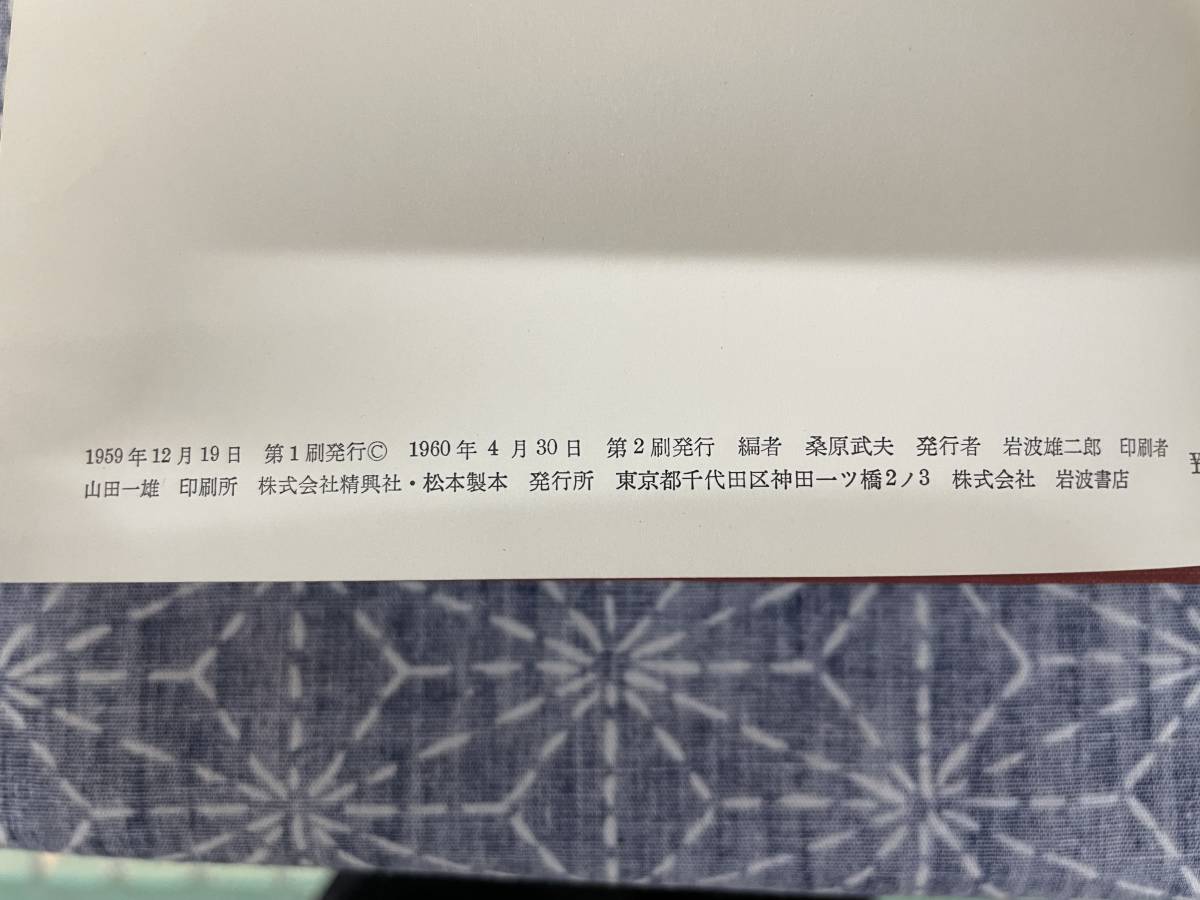 1959年12月19日　第1刷発行Ⓒ　1960年 4 月30日　第2刷発行　編者　桑原武夫　発行者　岩波雄二郎　印刷者
山田一雄　印刷所　株式会社精興社・松本製本　発行所　東京都千代田区神田一ツ橋2ノ3　株式会社　岩波書店